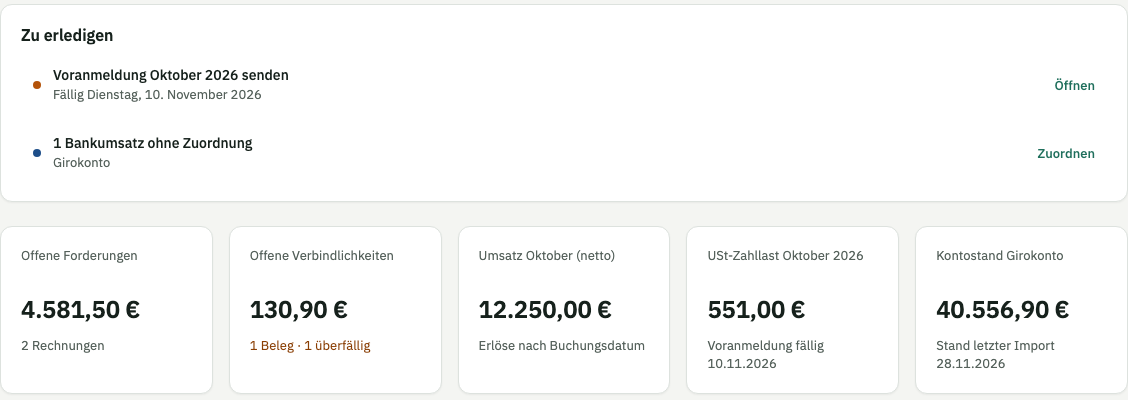 Zu erledigen
Voranmeldung Oktober 2026 senden
Fällig Dienstag, 10. November 2026
Öffnen
1 Bankumsatz ohne Zuordnung
Girokonto
Zuordnen
Offene Forderungen
4.581,50 €
2 Rechnungen
Offene Verbindlichkeiten
130,90 €
1 Beleg · 1 überfällig
Umsatz Oktober (netto)
12.250,00 €
Erlöse nach Buchungsdatum
USt-Zahllast Oktober 2026
551,00 €
Voranmeldung fällig
10.11.2026
Kontostand Girokonto
40.556,90 €
Stand letzter Import
28.11.2026